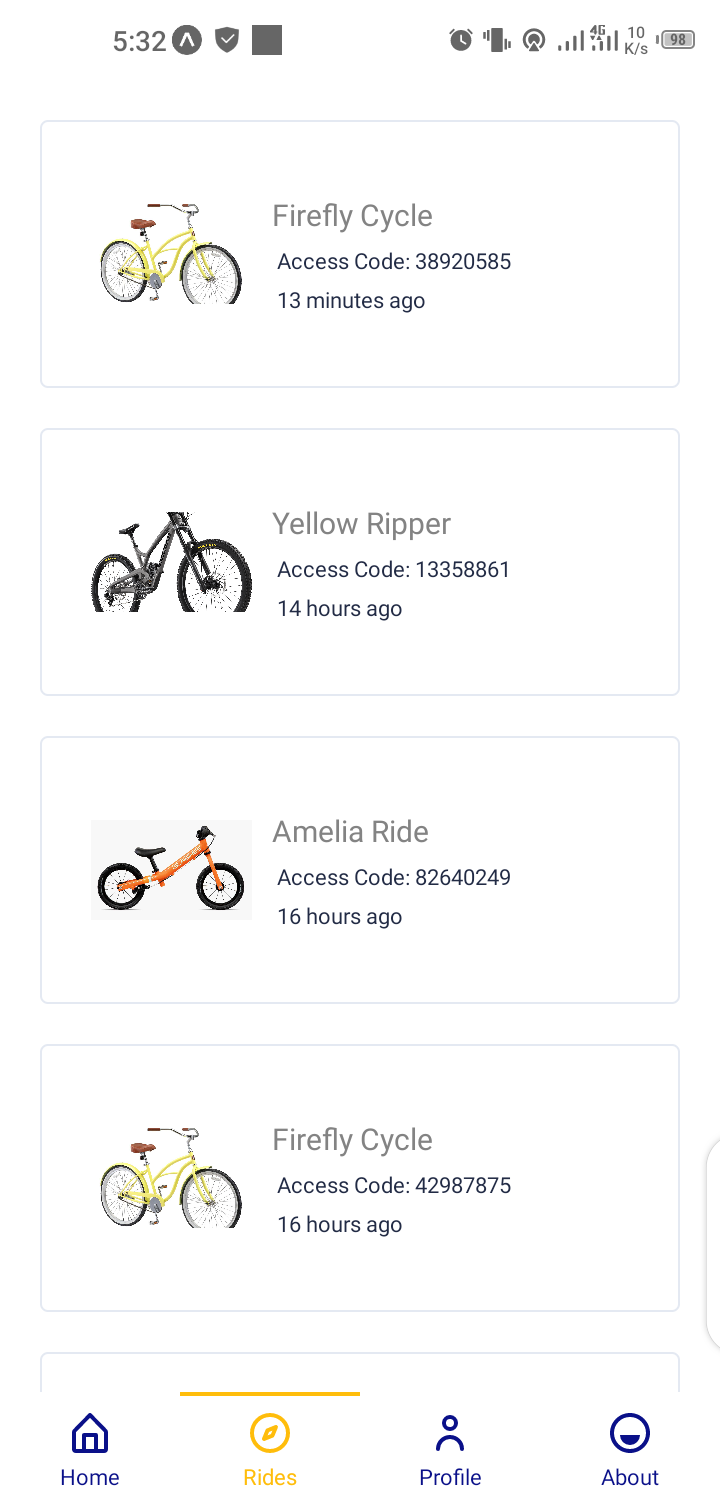 5:32
4G
10
K/s
98
Firefly Cycle
Access Code: 38920585
13 minutes ago
Yellow Ripper
Access Code: 13358861
14 hours ago
Amelia Ride
Access Code: 82640249
16 hours ago
Firefly Cycle
Access Code: 42987875
16 hours ago
Home
Rides
Profile
About